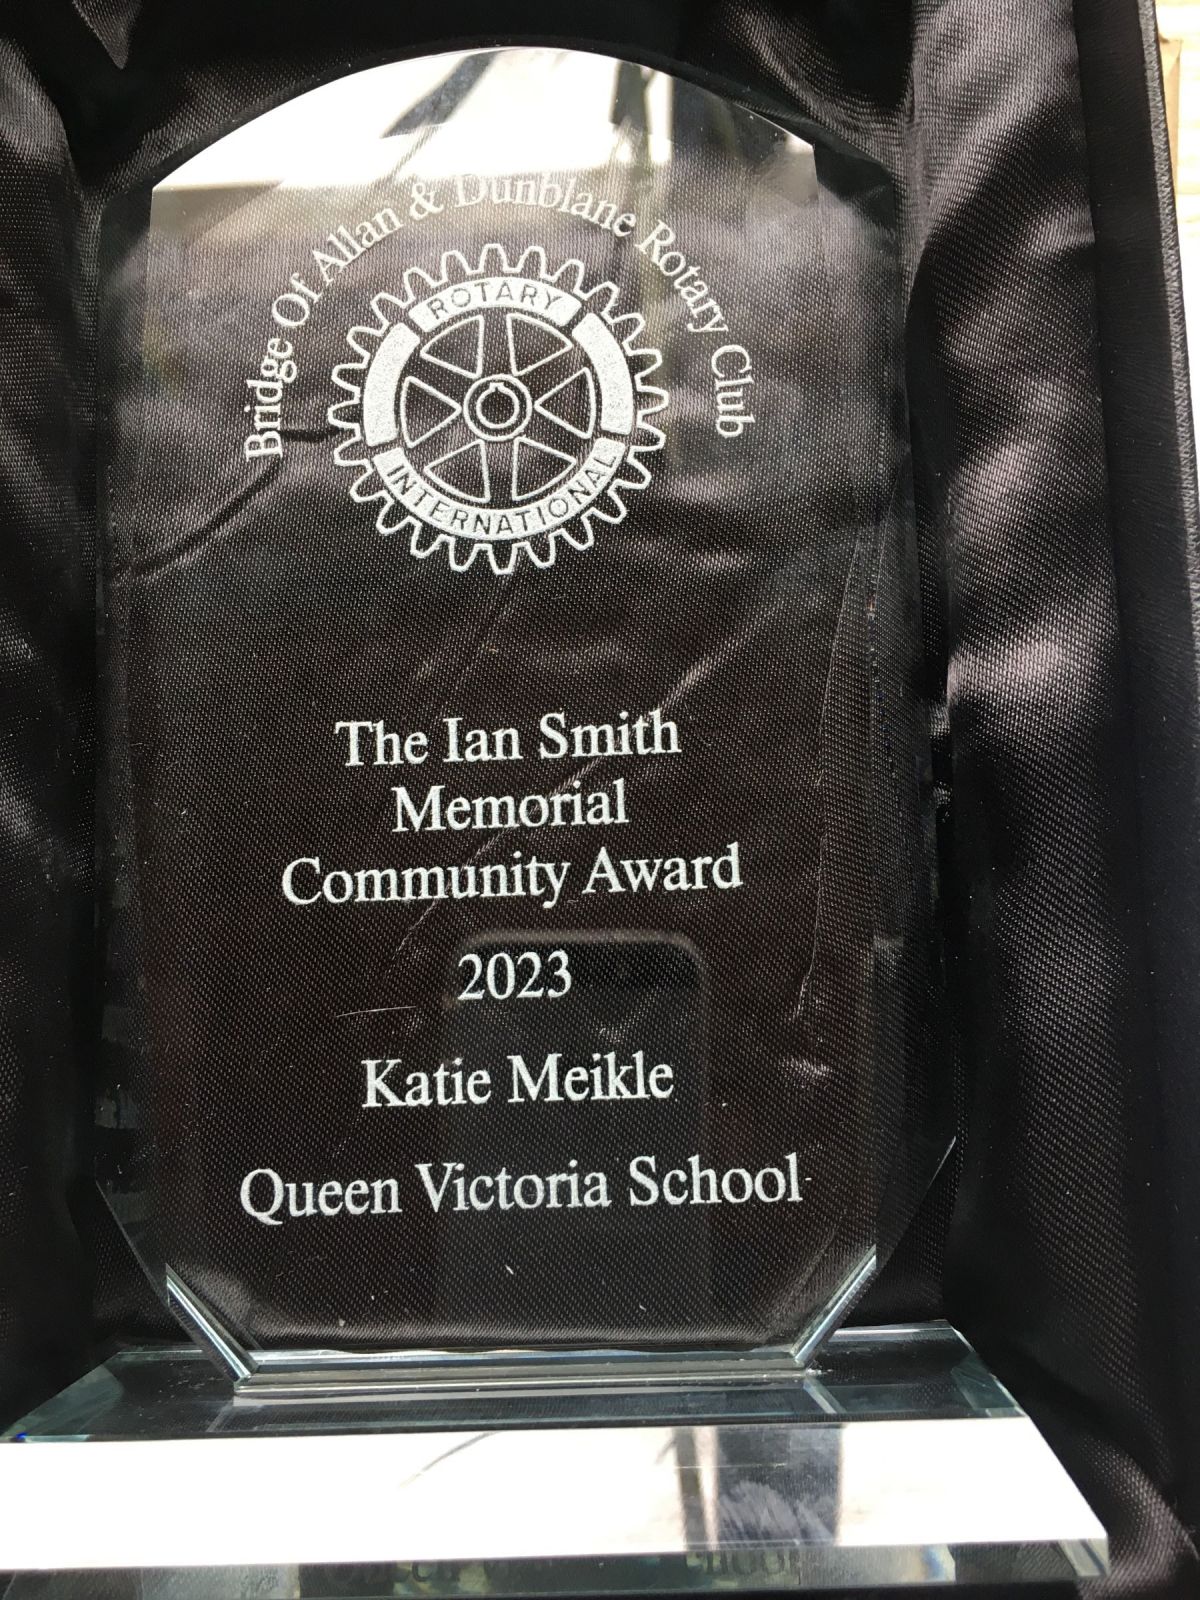 Bridge Of Allan & Dunblane Rotary Club
ROTARY
INTERNATIONAL
The Ian Smith
Memorial
Community Award
2023
Katie Meikle
Queen Victoria School